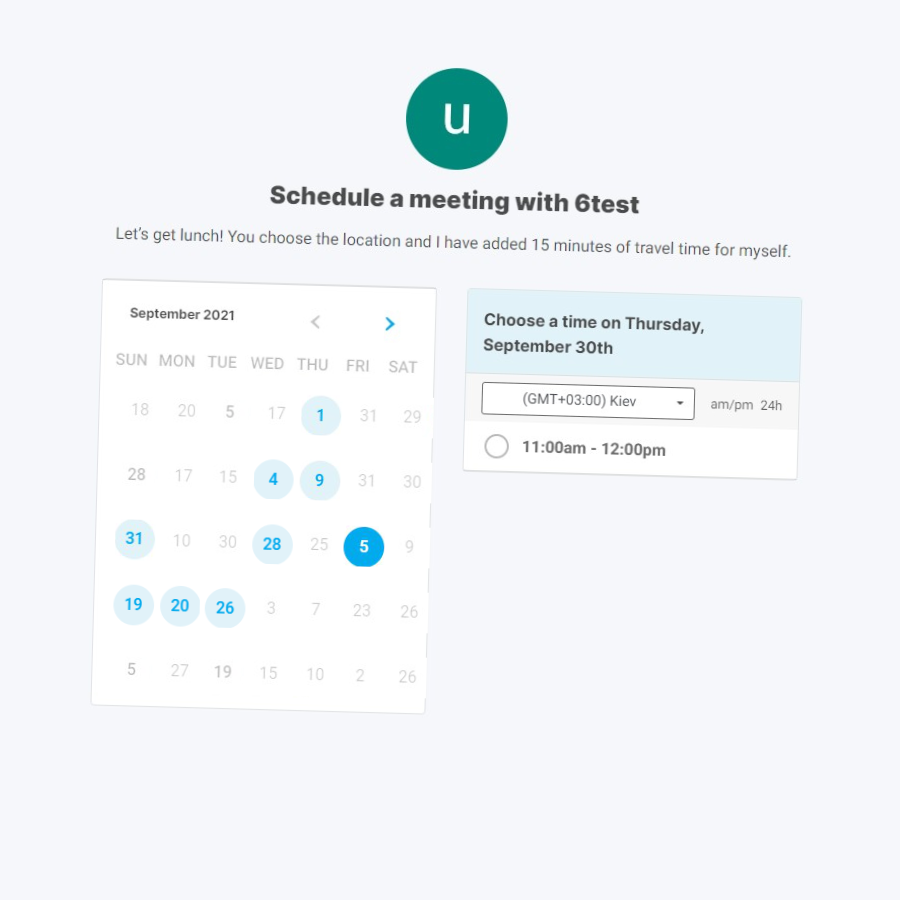 u
Schedule a meeting with 6test
Let's get lunch! You choose the location and I have added 15 minutes of travel time for myself.
September 2021
SUN MON TUE WED THU FRI SAT
18 20 5 17 1 31 29
28 17 15 4 9 31 30
31 10 30 28 25 5 9
19 20 26 3 7 23 26
5 27 19 15 10 2 26
Choose a time on Thursday,
September 30th
(GMT+03:00) Kiev
am/pm 24h
11:00am - 12:00pm